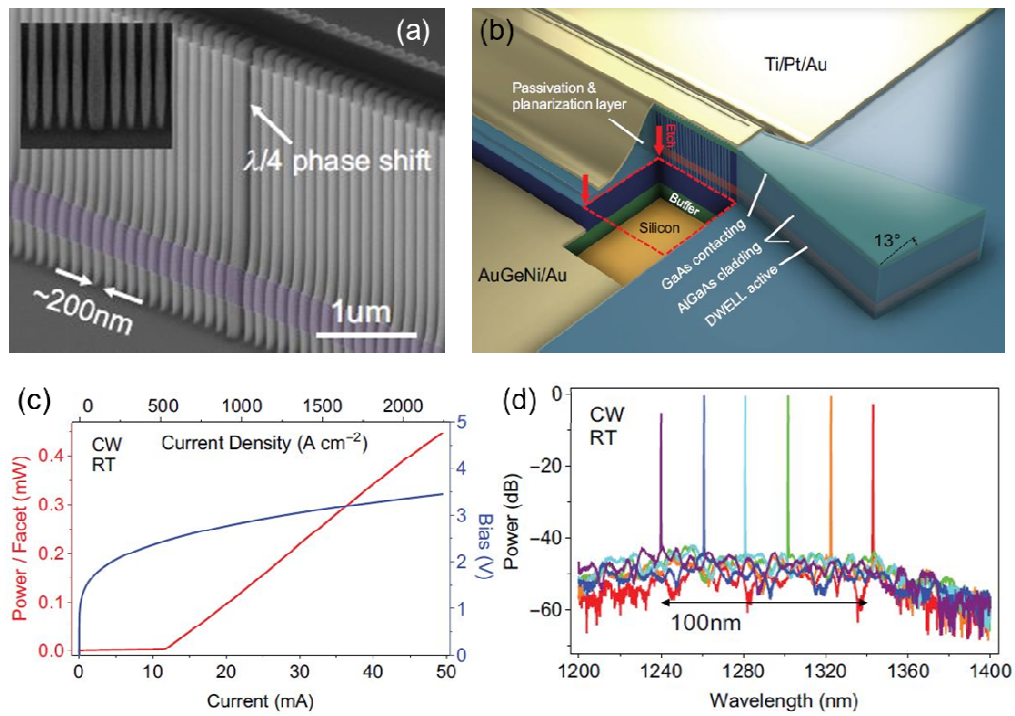 (a)
λ/4 phase shift
~200nm
1um
(b)
Ti/Pt/Au
Passivation &
planarization layer
Etch
Buffer
Silicon
AuGeNi/Au
GaAs contacting
AlGaAs cladding
DWELL active
13°
(c)
0 500 1000 1500 2000
Current Density (A cm⁻²)
CW
RT
Power / Facet (mW)
0.4
0.3
0.2
0.1
0.0
Bias (V)
5
4
3
2
1
0
0 10 20 30 40 50
Current (mA)
(d)
CW
RT
Power (dB)
0
−20
−40
−60
100nm
1200 1240 1280 1320 1360 1400
Wavelength (nm)